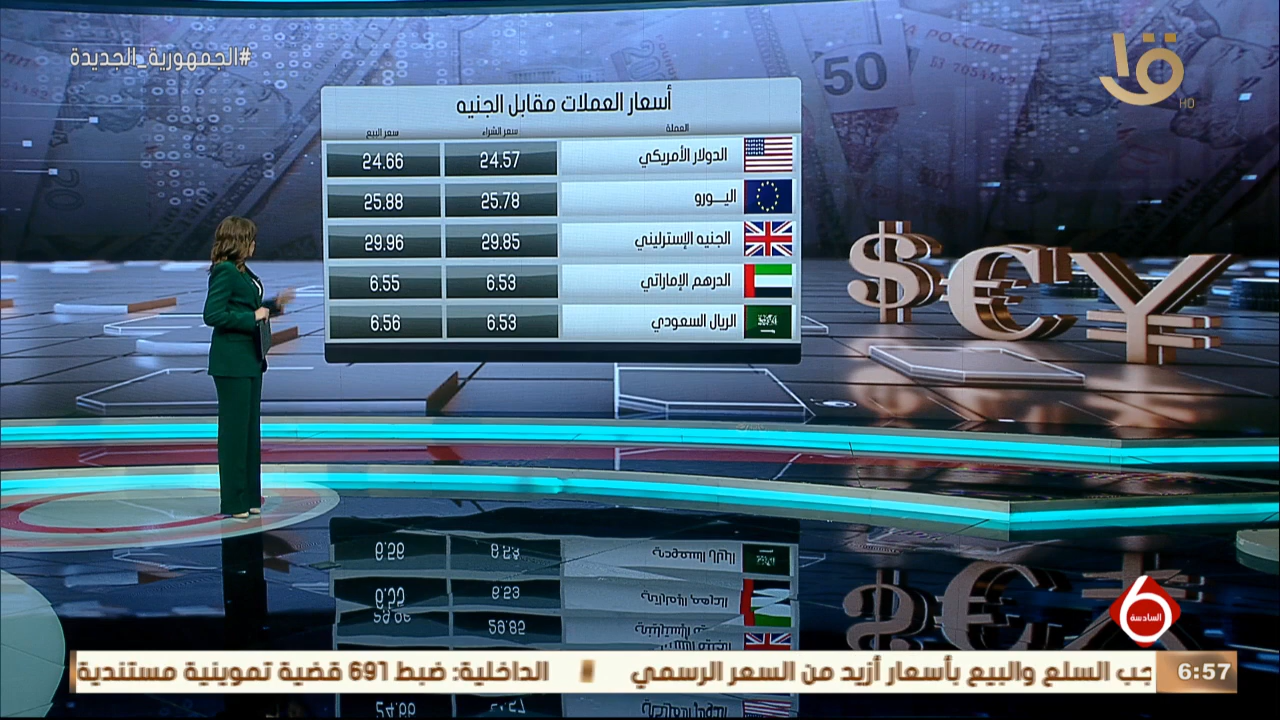 #الجمهورية_الجديدة
HD
50
أسعار العملات مقابل الجنيه
العملة سعر الشراء سعر البيع
الدولار الأمريكي 24.57 24.66
اليـــورو 25.78 25.88
الجنيه الإسترليني 29.85 29.96
الدرهم الإماراتي 6.53 6.55
الريال السعودي 6.53 6.56
$€¥
6
السادسة
6:57
جب السلع والبيع بأسعار أزيد من السعر الرسمي
الداخلية: ضبط 691 قضية تموينية مستندية